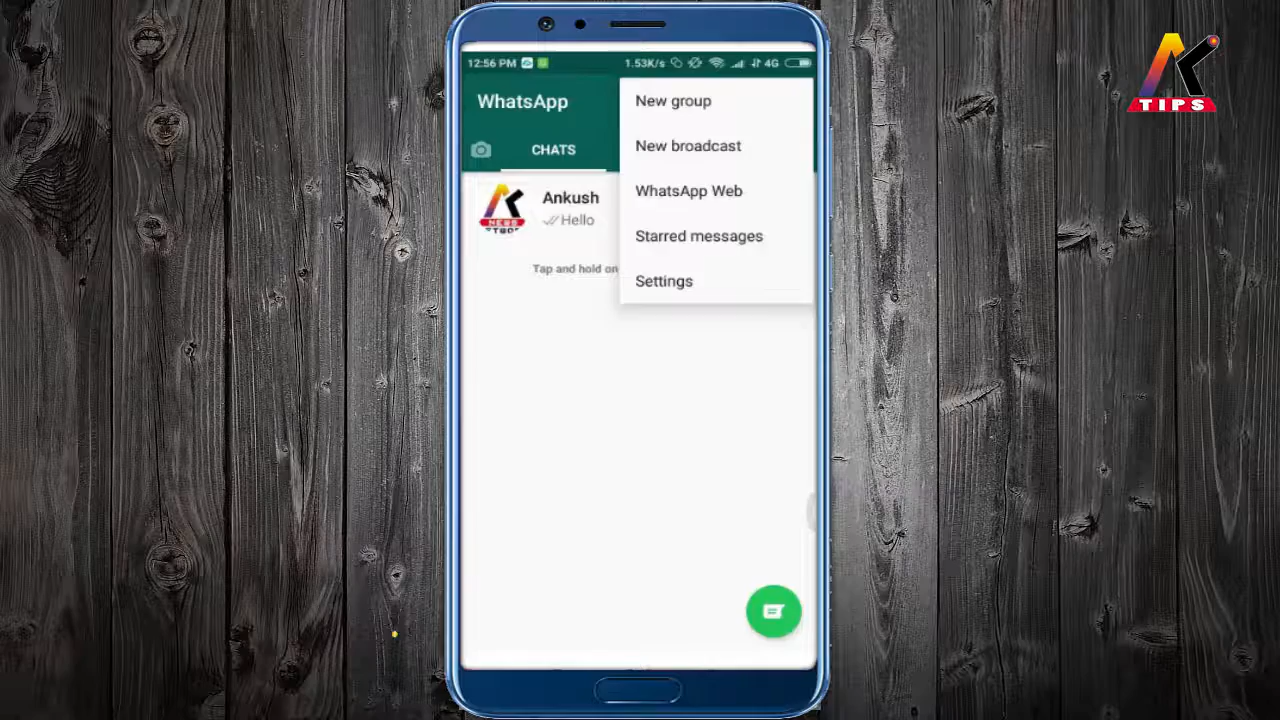 12:56 PM
1.53K/s
4G
WhatsApp
CHATS
New group
New broadcast
WhatsApp Web
Starred messages
Settings
Ankush
Hello
Tap and hold on
TIPS